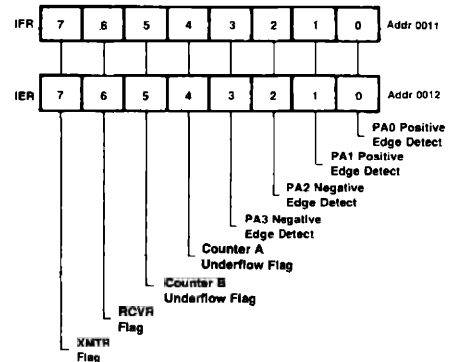 IFR 7 6 5 4 3 2 1 0 Addr 0011
IER 7 6 5 4 3 2 1 0 Addr 0012
PA0 Positive
Edge Detect
PA1 Positive
Edge Detect
PA2 Negative
Edge Detect
PA3 Negative
Edge Detect
Counter A
Underflow Flag
Counter B
Underflow Flag
RCVR
Flag
XMTR
Flag